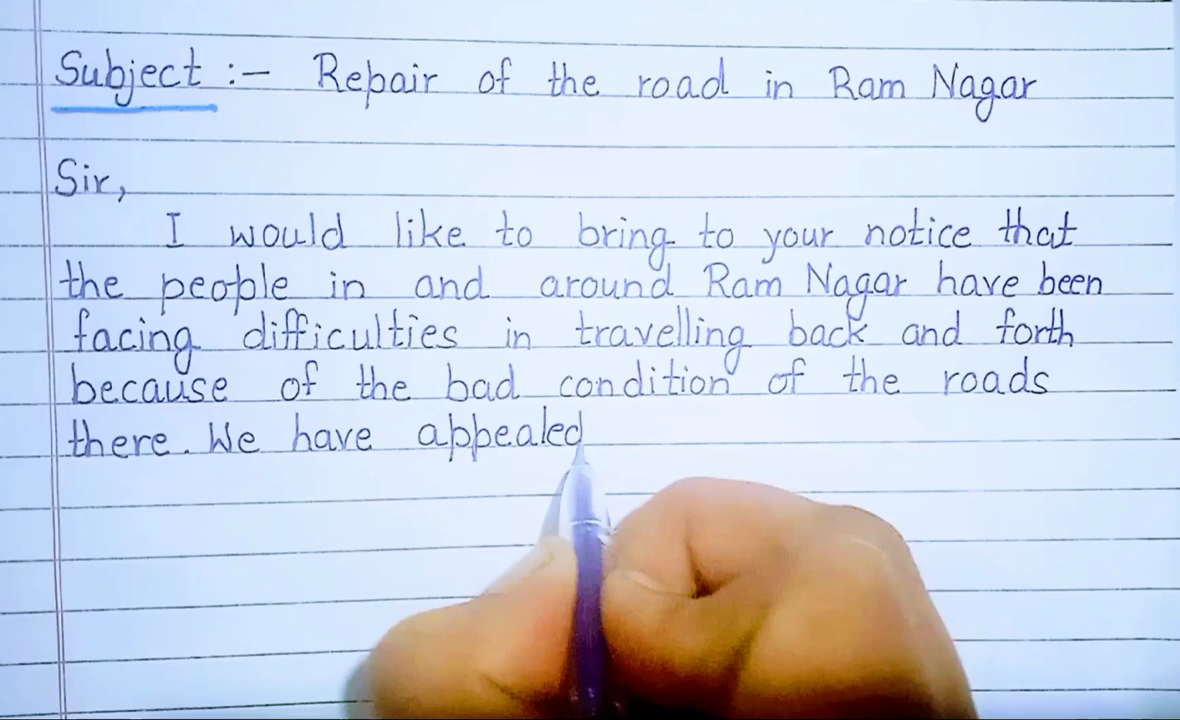 Subject :- Repair of the road in Ram Nagar
Sir,
I would like to bring to your notice that
the people in and around Ram Nagar have been
facing difficulties in travelling back and forth
because of the bad condition of the roads
there. We have appealed